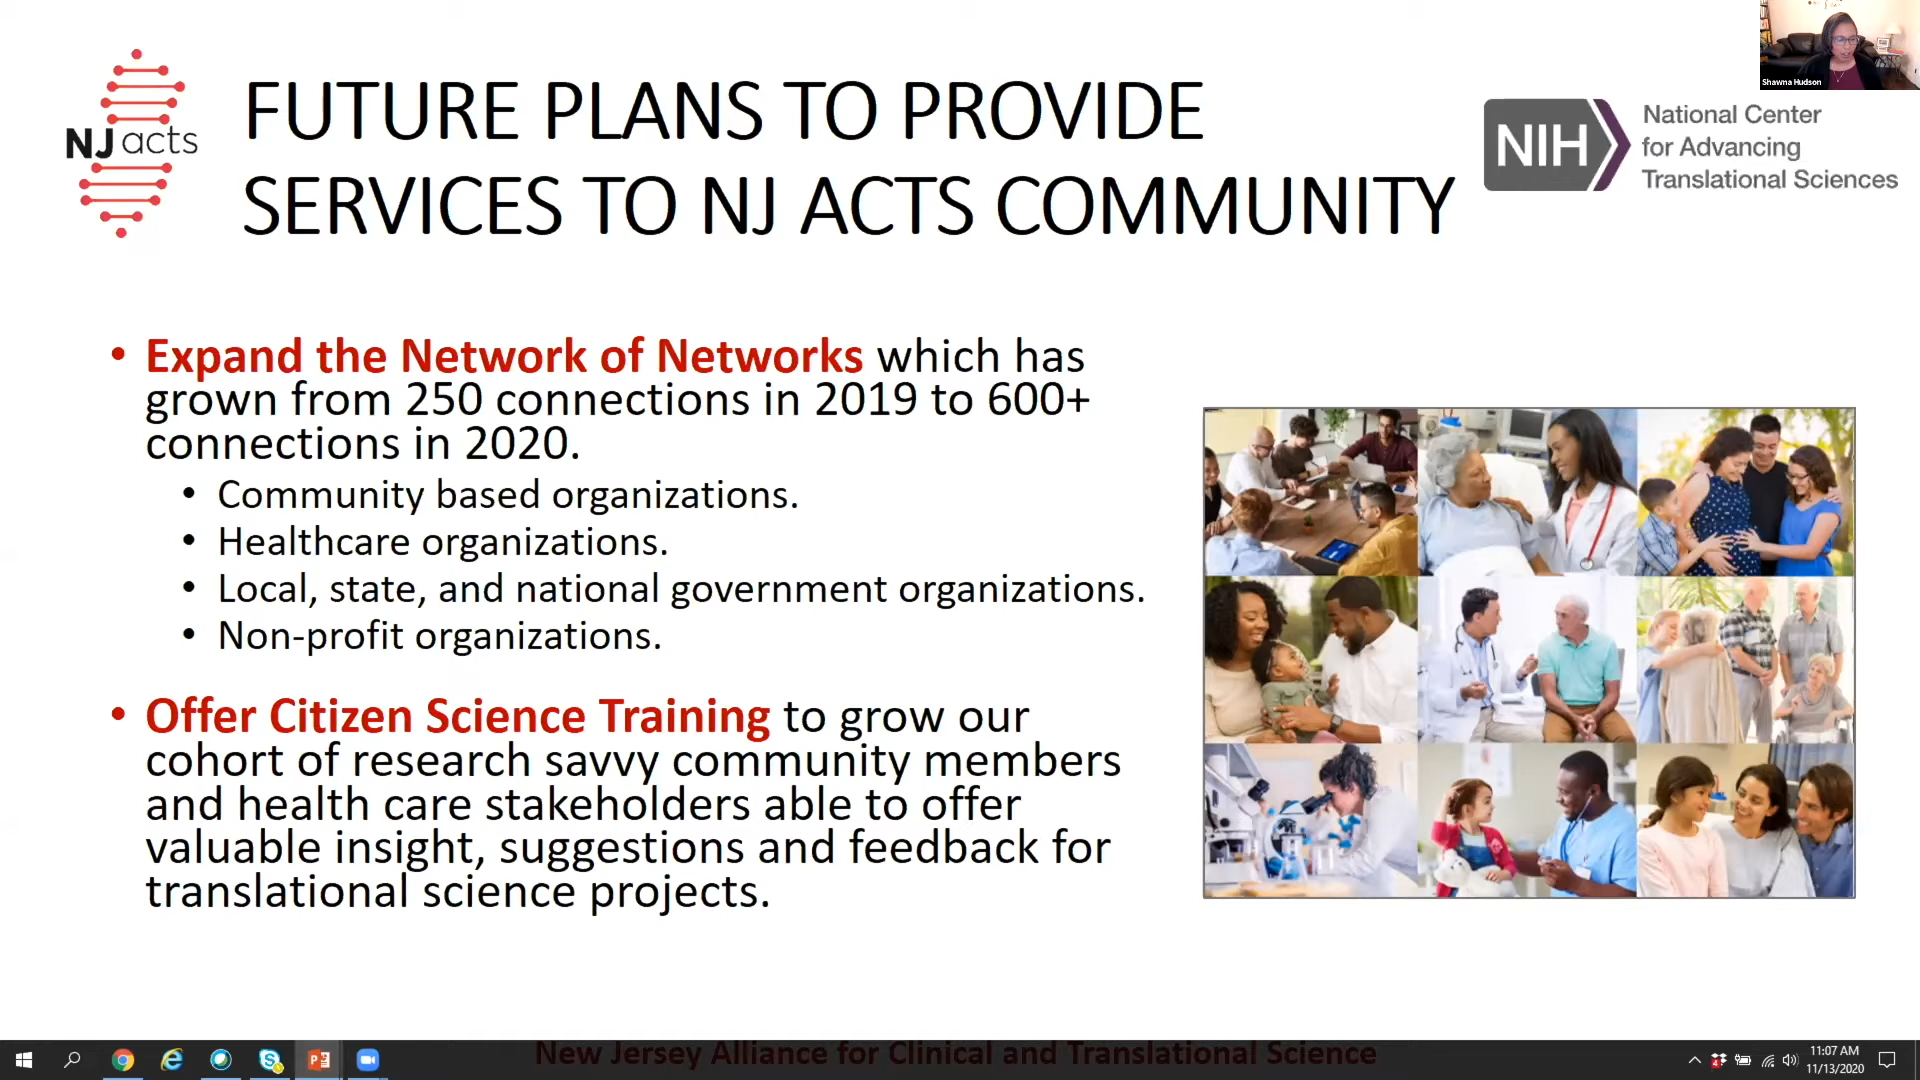 Shawna Hudson
NJ acts
FUTURE PLANS TO PROVIDE
SERVICES TO NJ ACTS COMMUNITY
NIH
National Center
for Advancing
Translational Sciences
• Expand the Network of Networks which has
grown from 250 connections in 2019 to 600+
connections in 2020.
• Community based organizations.
• Healthcare organizations.
• Local, state, and national government organizations.
• Non-profit organizations.
• Offer Citizen Science Training to grow our
cohort of research savvy community members
and health care stakeholders able to offer
valuable insight, suggestions and feedback for
translational science projects.
New Jersey Alliance for Clinical and Translational Science
11:07 AM
11/13/2020